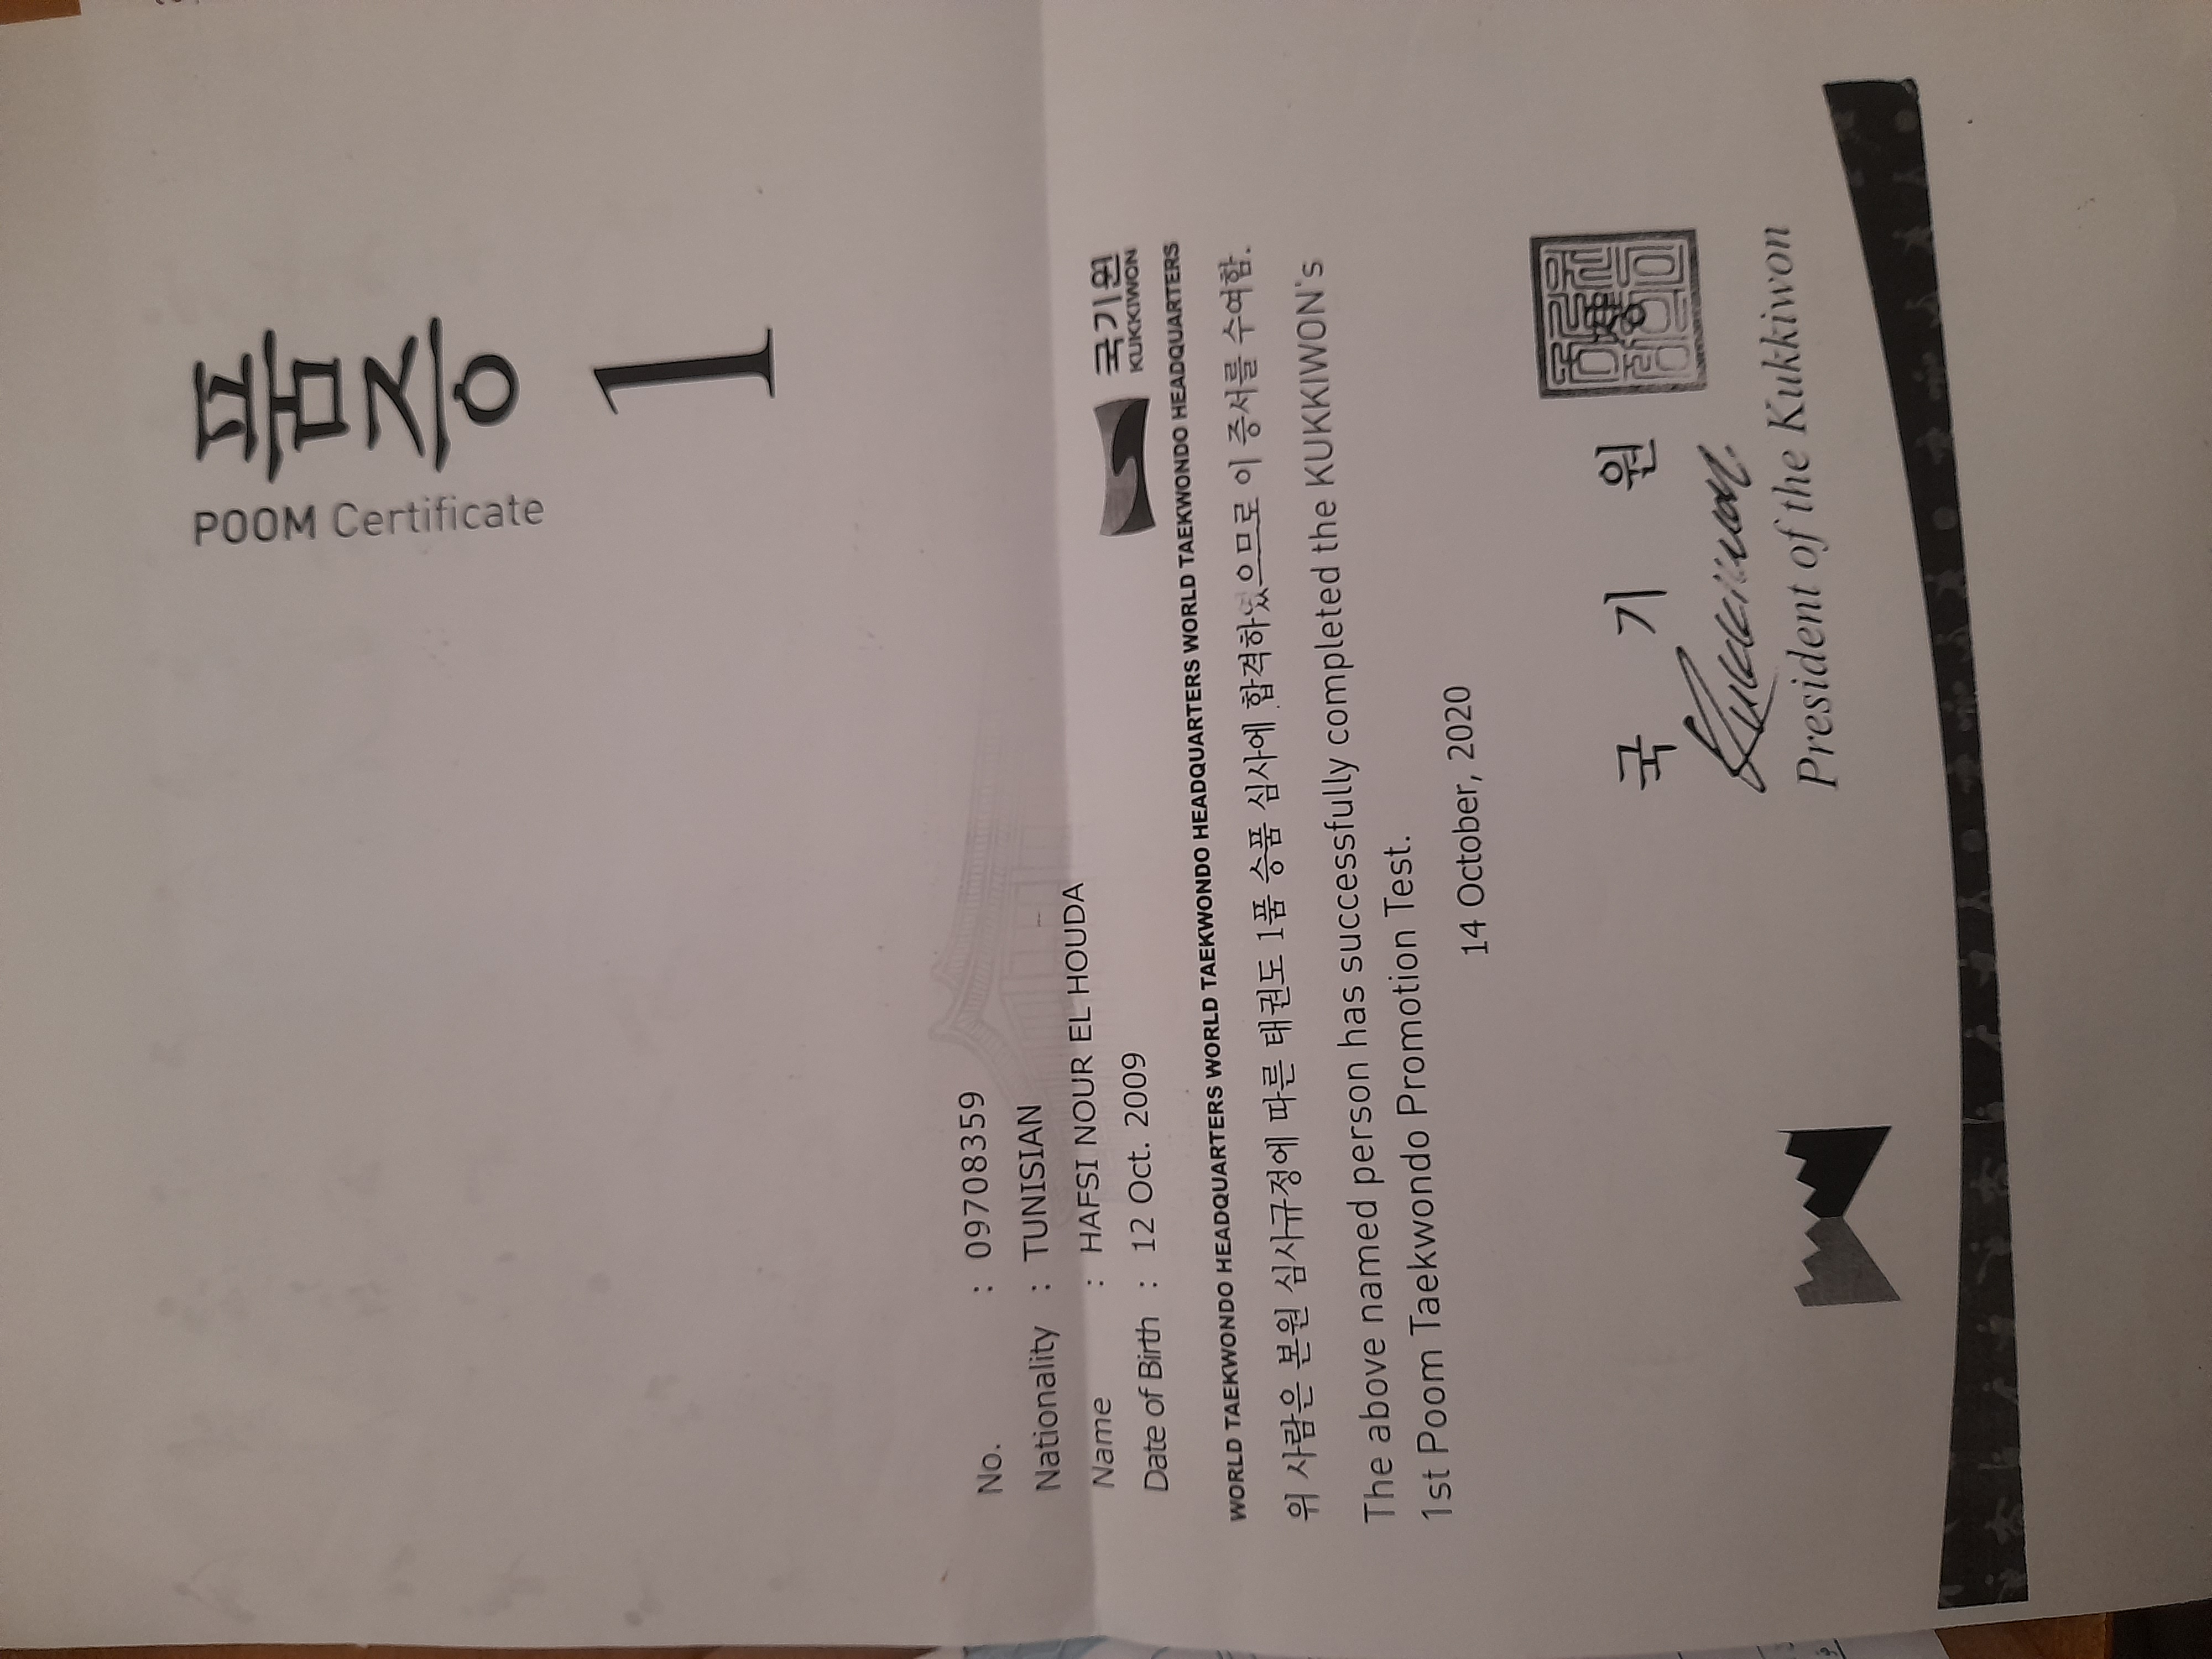 품증
POOM Certificate
1
No. : 09708359
Nationality : TUNISIAN
Name : HAFSI NOUR EL HOUDA
Date of Birth : 12 Oct. 2009
국기원
KUKKIWON
WORLD TAEKWONDO HEADQUARTERS WORLD TAEKWONDO HEADQUARTERS WORLD TAEKWONDO HEADQUARTERS WORLD TAEKWONDO HEADQUARTERS
위 사람은 본원 심사규정에 따른 태권도 1품 승품 심사에 합격하였으므로 이 증서를 수여함.
The above named person has successfully completed the KUKKIWON's
1st Poom Taekwondo Promotion Test.
14 October, 2020
국 기 원
President of the Kukkiwon